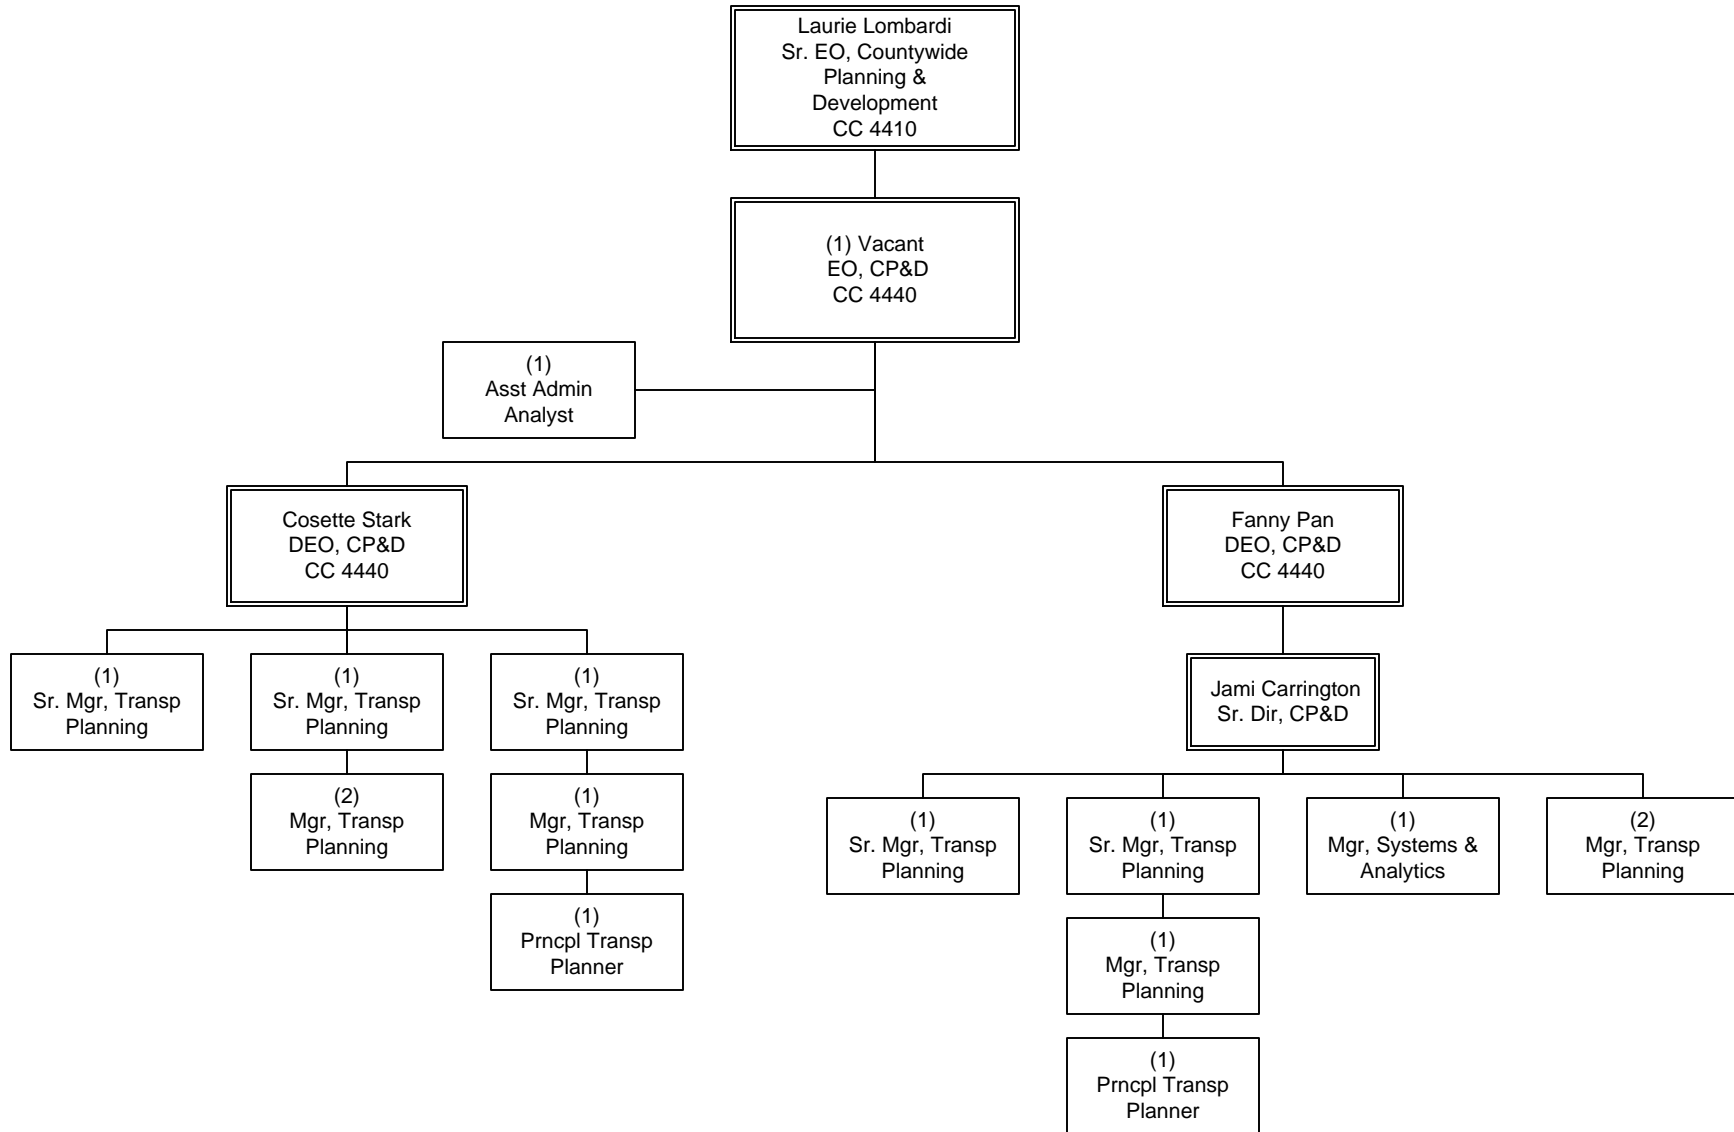 Laurie Lombardi
Sr. EO, Countywide
Planning &
Development
CC 4410
(1) Vacant
EO, CP&D
CC 4440
(1)
Asst Admin
Analyst
Cosette Stark
DEO, CP&D
CC 4440
Fanny Pan
DEO, CP&D
CC 4440
(1)
Sr. Mgr, Transp
Planning
(1)
Sr. Mgr, Transp
Planning
(1)
Sr. Mgr, Transp
Planning
Jami Carrington
Sr. Dir, CP&D
(2)
Mgr, Transp
Planning
(1)
Mgr, Transp
Planning
(1)
Prncpl Transp
Planner
(1)
Sr. Mgr, Transp
Planning
(1)
Sr. Mgr, Transp
Planning
(1)
Mgr, Systems &
Analytics
(2)
Mgr, Transp
Planning
(1)
Mgr, Transp
Planning
(1)
Prncpl Transp
Planner